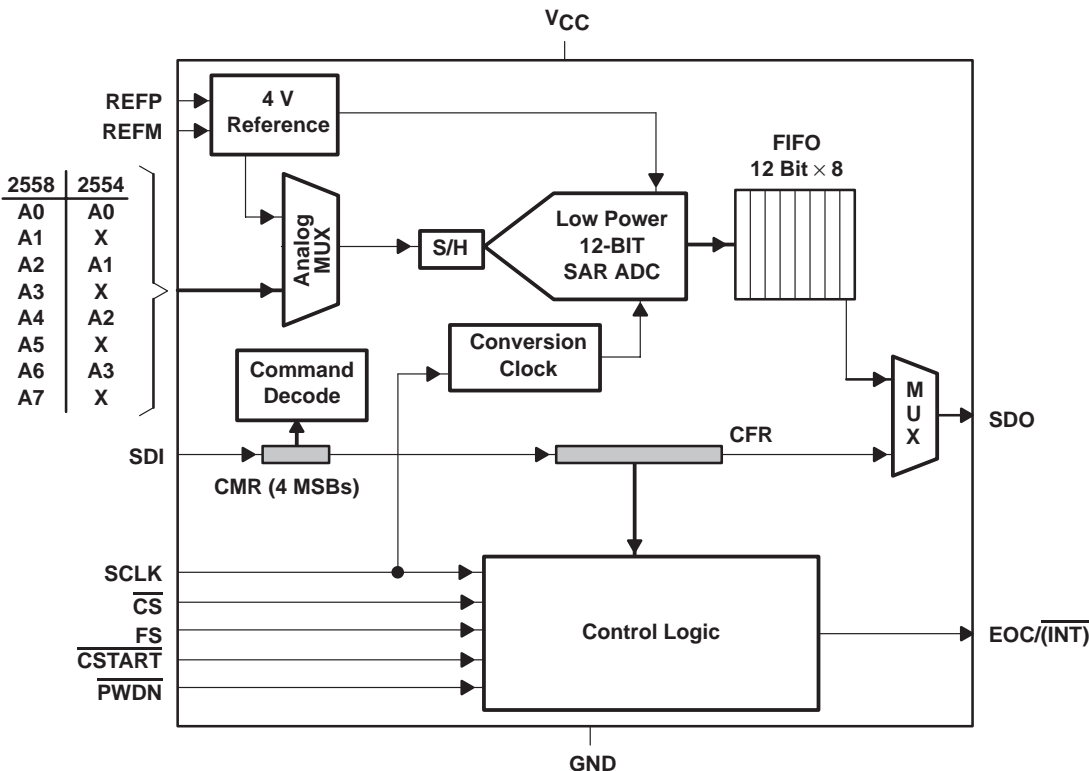 VCC
REFP
REFM
4 V
Reference
FIFO
12 Bit × 8
2558 2554
A0 A0
A1 X
A2 A1
A3 X
A4 A2
A5 X
A6 A3
A7 X
Analog
MUX
S/H
Low Power
12-BIT
SAR ADC
Conversion
Clock
Command
Decode
MUX
SDO
SDI
CMR (4 MSBs)
CFR
SCLK
CS
FS
CSTART
PWDN
Control Logic
EOC/(INT)
GND